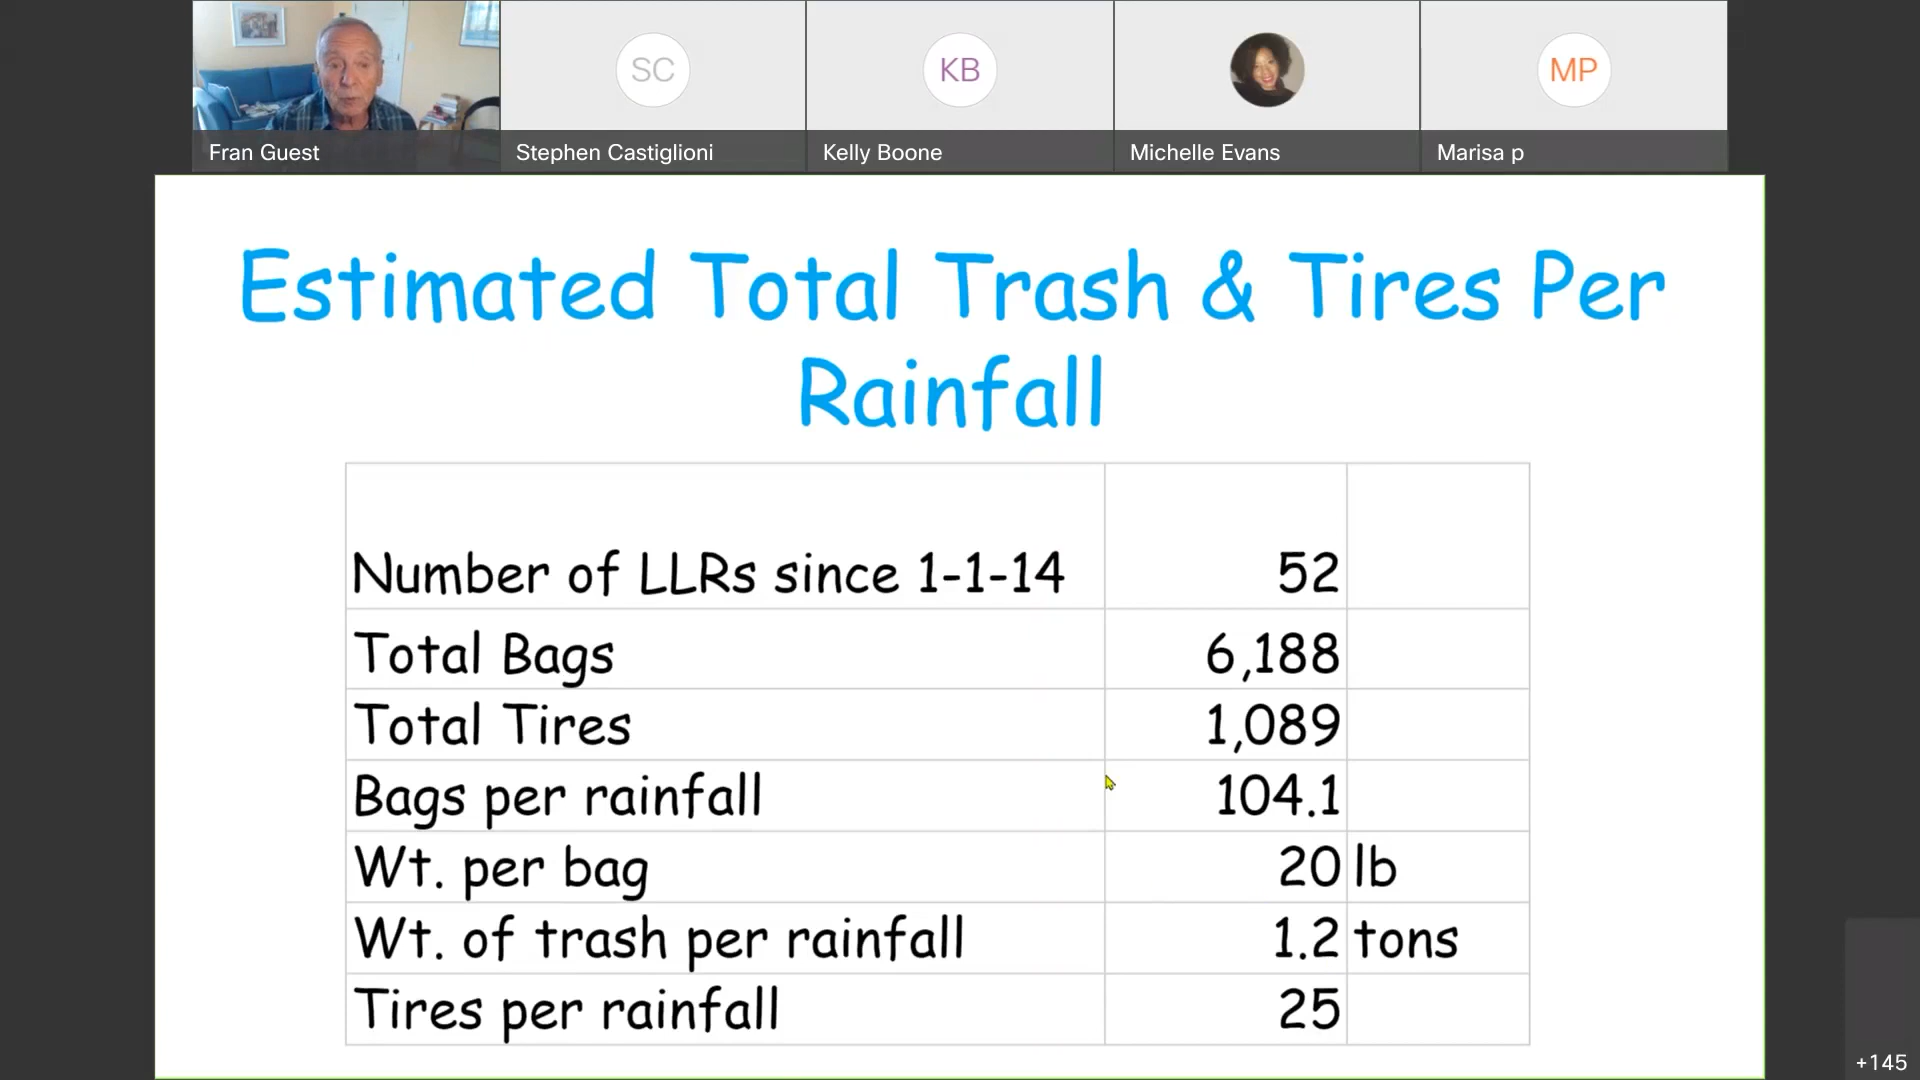 SC
KB
MP
Fran Guest
Stephen Castiglioni
Kelly Boone
Michelle Evans
Marisa p
Estimated Total Trash & Tires Per
Rainfall
Number of LLRs since 1-1-14 52
Total Bags 6,188
Total Tires 1,089
Bags per rainfall 104.1
Wt. per bag 20 lb
Wt. of trash per rainfall 1.2 tons
Tires per rainfall 25
+145